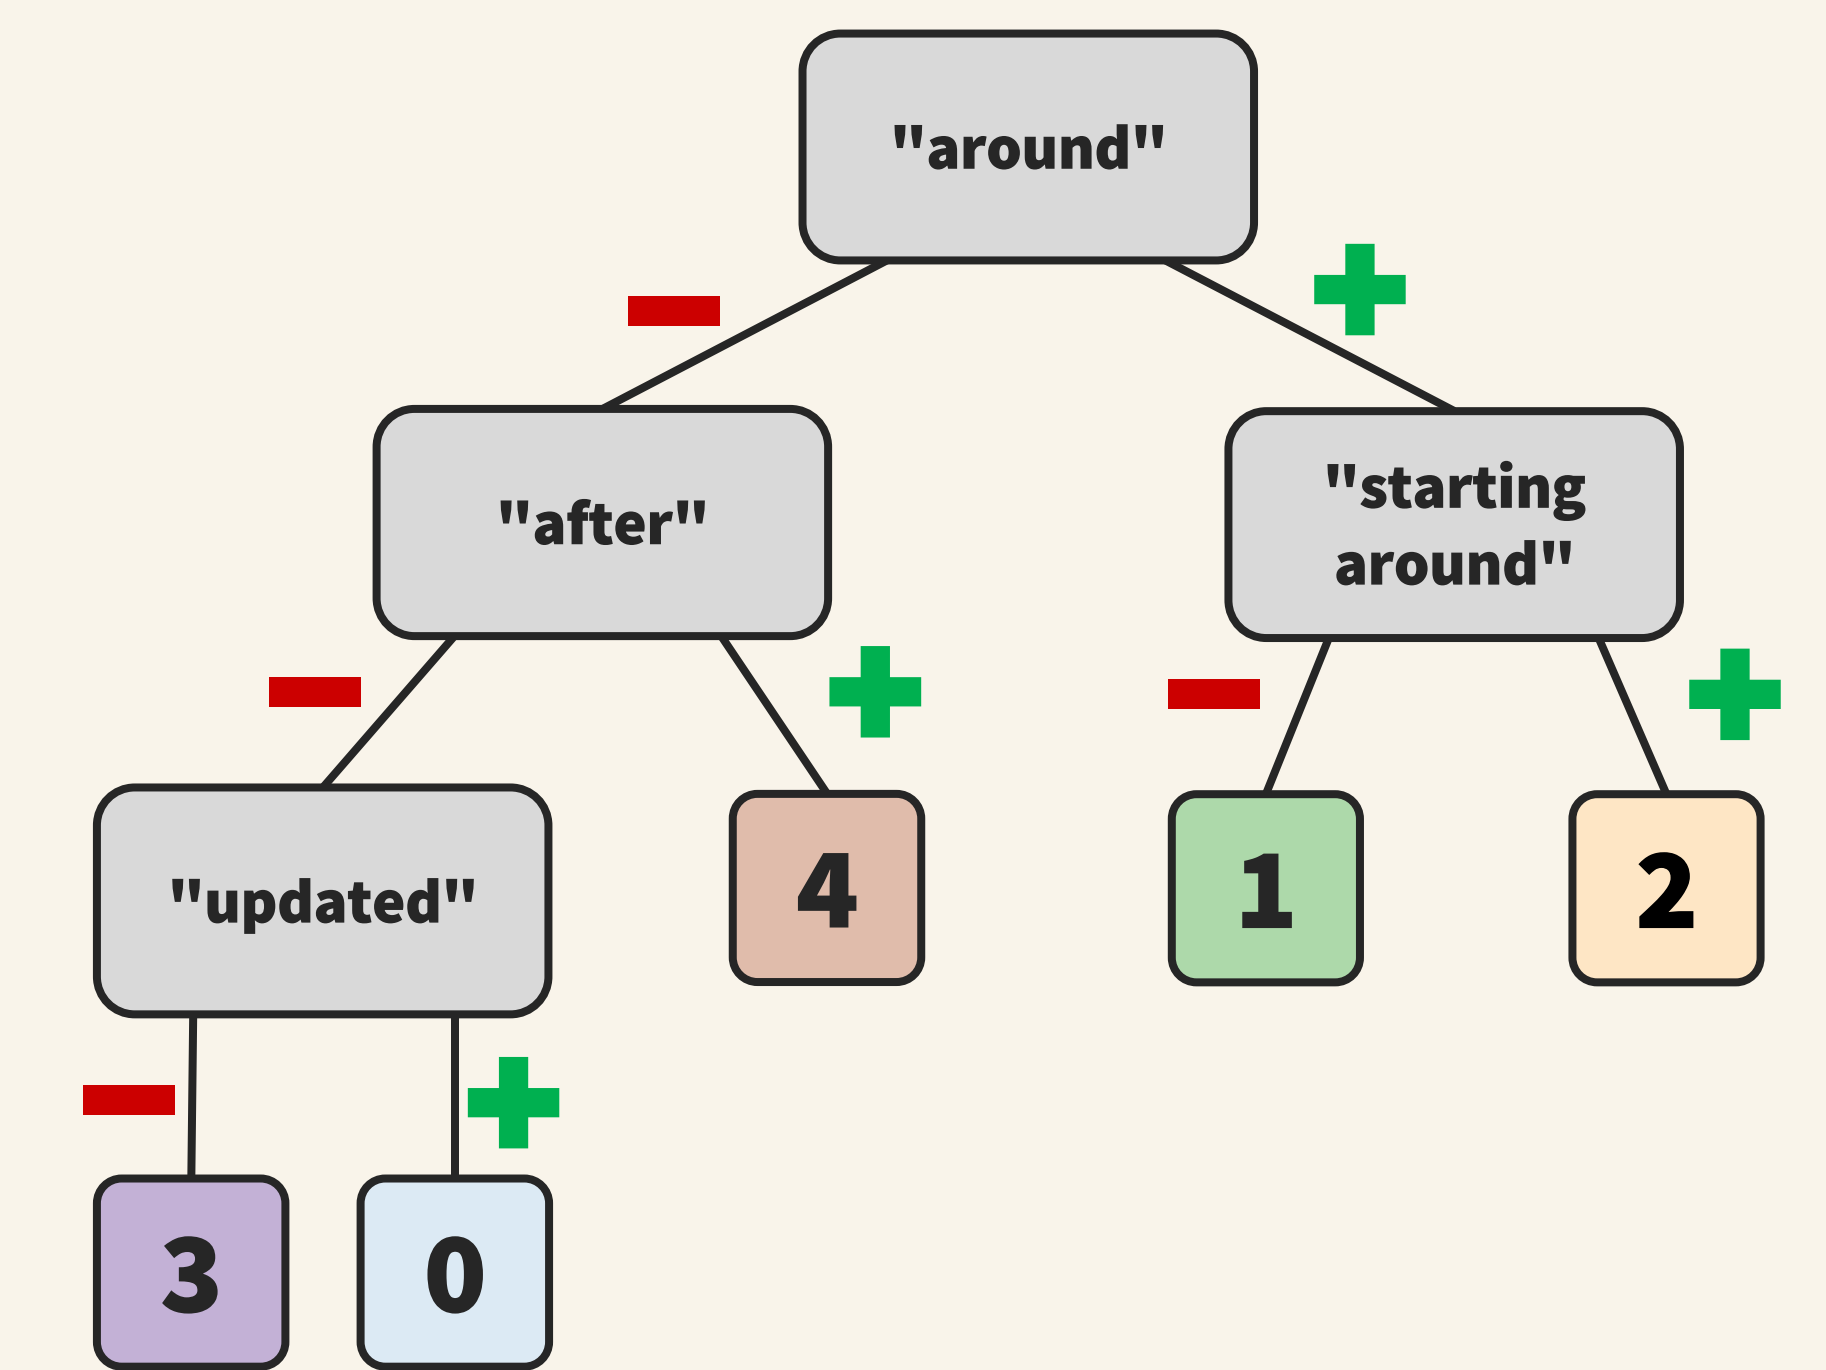 "around"
"after"
"starting
around"
"updated"
4
1
2
3
0